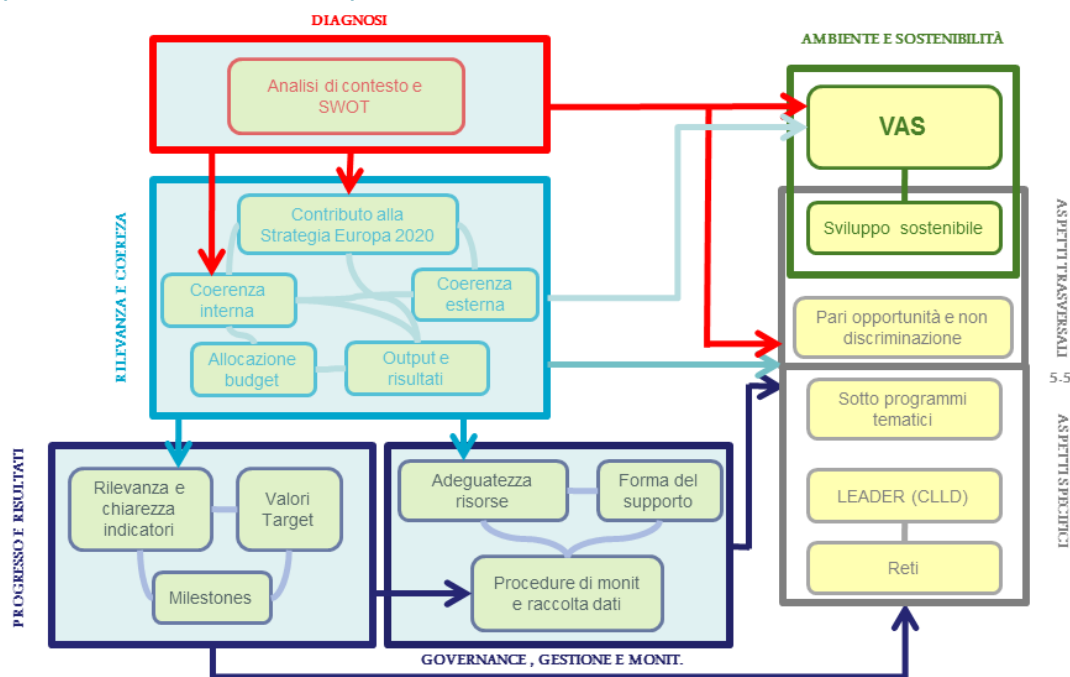 DIAGNOSI
AMBIENTE E SOSTENIBILITÀ
Analisi di contesto e
SWOT
VAS
RILEVANZA E COEREZA
Contributo alla
Strategia Europa 2020
Sviluppo sostenibile
Coerenza
interna
Coerenza
esterna
ASPETTI TRASVERSALI
Pari opportunità e non
discriminazione
Allocazione
budget
Output e
risultati
5-5
Sotto programmi
tematici
PROGRESSO E RISULTATI
Rilevanza e
chiarezza
indicatori
Valori
Target
Adeguatezza
risorse
Forma del
supporto
LEADER (CLLD)
ASPETTI SPECIFICI
Reti
Milestones
Procedure di monit
e raccolta dati
GOVERNANCE , GESTIONE E MONIT.